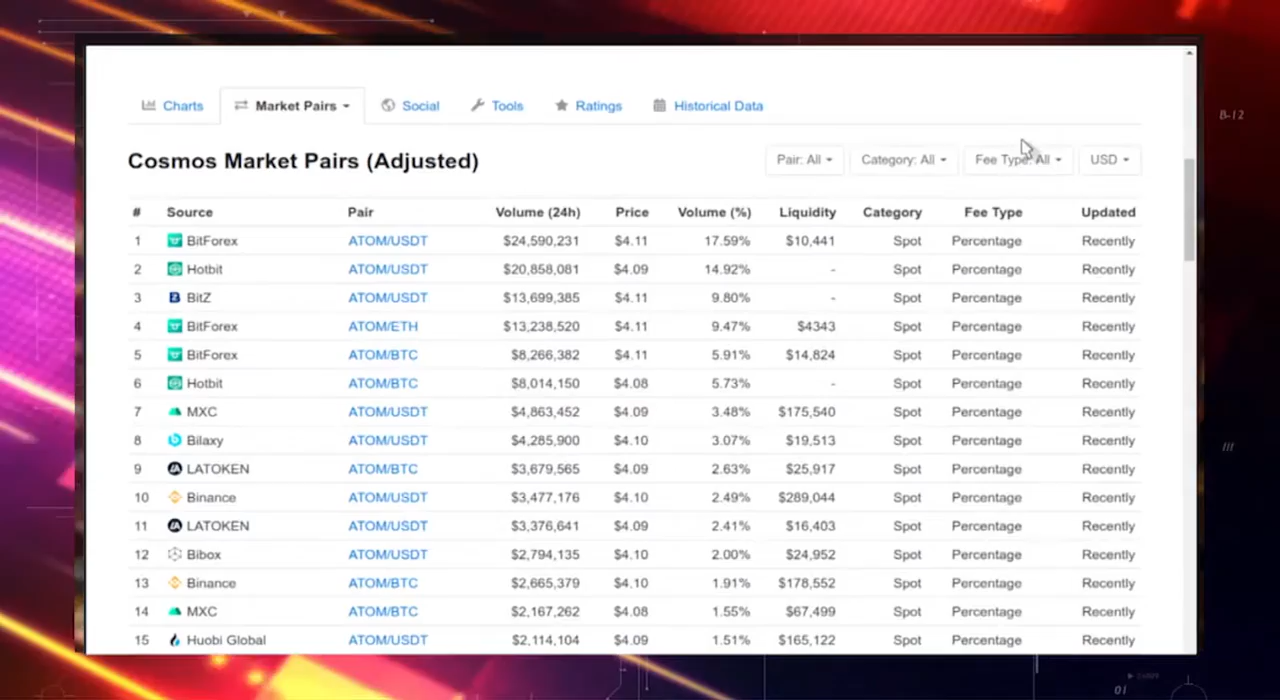 Charts Market Pairs Social Tools Ratings Historical Data
B-12
Cosmos Market Pairs (Adjusted) Pair: All Category: All Fee Type: All USD
# Source Pair Volume (24h) Price Volume (%) Liquidity Category Fee Type Updated
1 BitForex ATOM/USDT $24,590,231 $4.11 17.59% $10,441 Spot Percentage Recently
2 Hotbit ATOM/USDT $20,858,081 $4.09 14.92% - Spot Percentage Recently
3 BitZ ATOM/USDT $13,699,385 $4.11 9.80% - Spot Percentage Recently
4 BitForex ATOM/ETH $13,238,520 $4.11 9.47% $4343 Spot Percentage Recently
5 BitForex ATOM/BTC $8,266,382 $4.11 5.91% $14,824 Spot Percentage Recently
6 Hotbit ATOM/BTC $8,014,150 $4.08 5.73% - Spot Percentage Recently
7 MXC ATOM/USDT $4,863,452 $4.09 3.48% $175,540 Spot Percentage Recently
8 Bilaxy ATOM/USDT $4,285,900 $4.10 3.07% $19,513 Spot Percentage Recently
///
9 LATOKEN ATOM/BTC $3,679,565 $4.09 2.63% $25,917 Spot Percentage Recently
10 Binance ATOM/USDT $3,477,176 $4.10 2.49% $289,044 Spot Percentage Recently
11 LATOKEN ATOM/USDT $3,376,641 $4.09 2.41% $16,403 Spot Percentage Recently
12 Bibox ATOM/USDT $2,794,135 $4.10 2.00% $24,952 Spot Percentage Recently
13 Binance ATOM/BTC $2,665,379 $4.10 1.91% $178,552 Spot Percentage Recently
14 MXC ATOM/BTC $2,167,262 $4.08 1.55% $67,499 Spot Percentage Recently
15 Huobi Global ATOM/USDT $2,114,104 $4.09 1.51% $165,122 Spot Percentage Recently
01